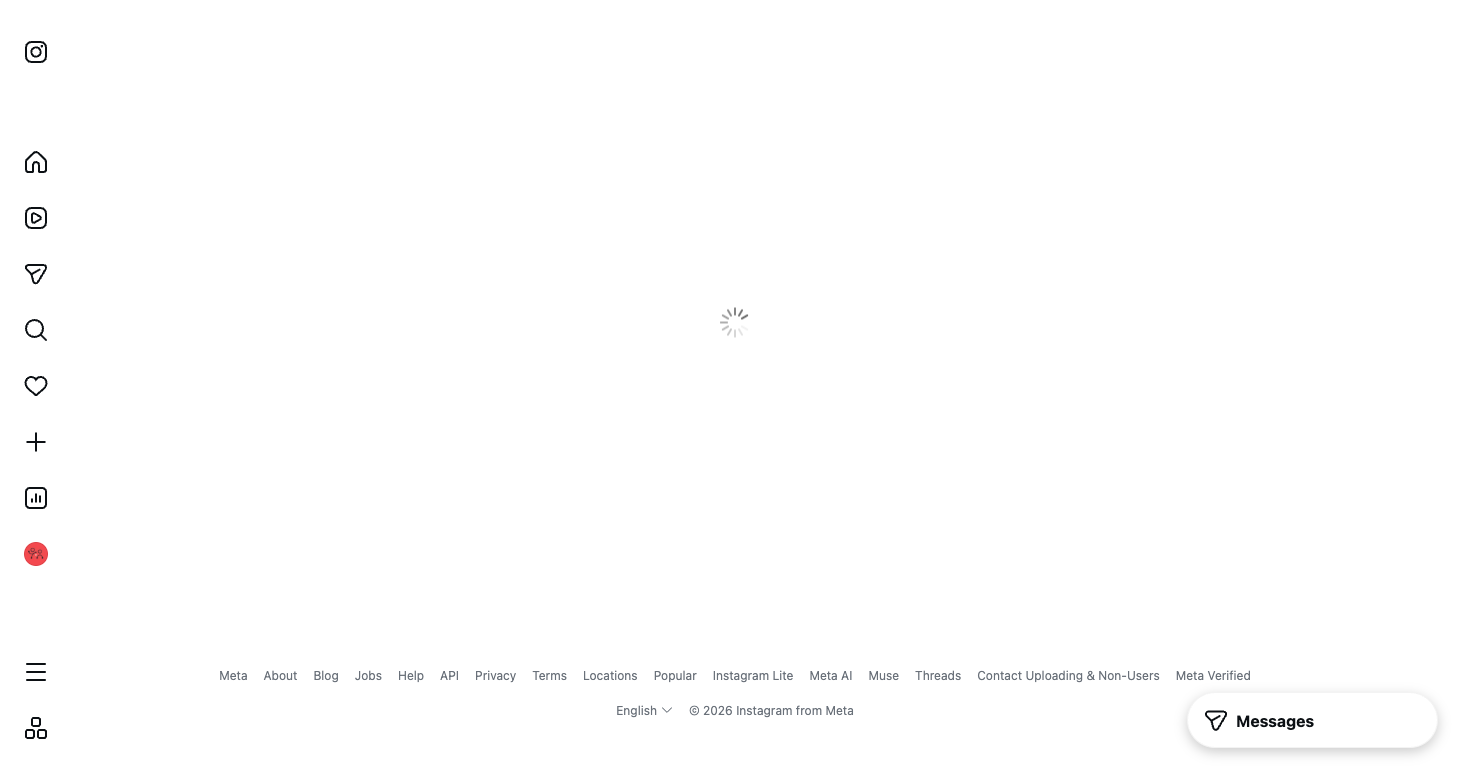 Meta About Blog Jobs Help API Privacy Terms Locations Popular Instagram Lite Meta AI Muse Threads Contact Uploading & Non-Users Meta Verified
English © 2026 Instagram from Meta
Messages